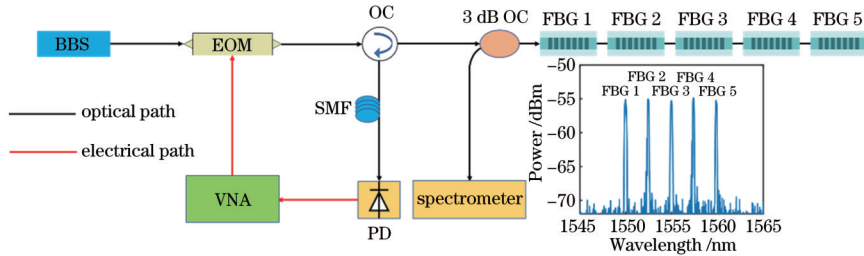 OC
3 dB OC
FBG 1
FBG 2
FBG 3
FBG 4
FBG 5
BBS
EOM
optical path
electrical path
SMF
VNA
PD
spectrometer
Power /dBm
−50
−55
−60
−65
−70
FBG 2
FBG 4
FBG 1
FBG 3
FBG 5
1545
1550
1555
1560
1565
Wavelength /nm